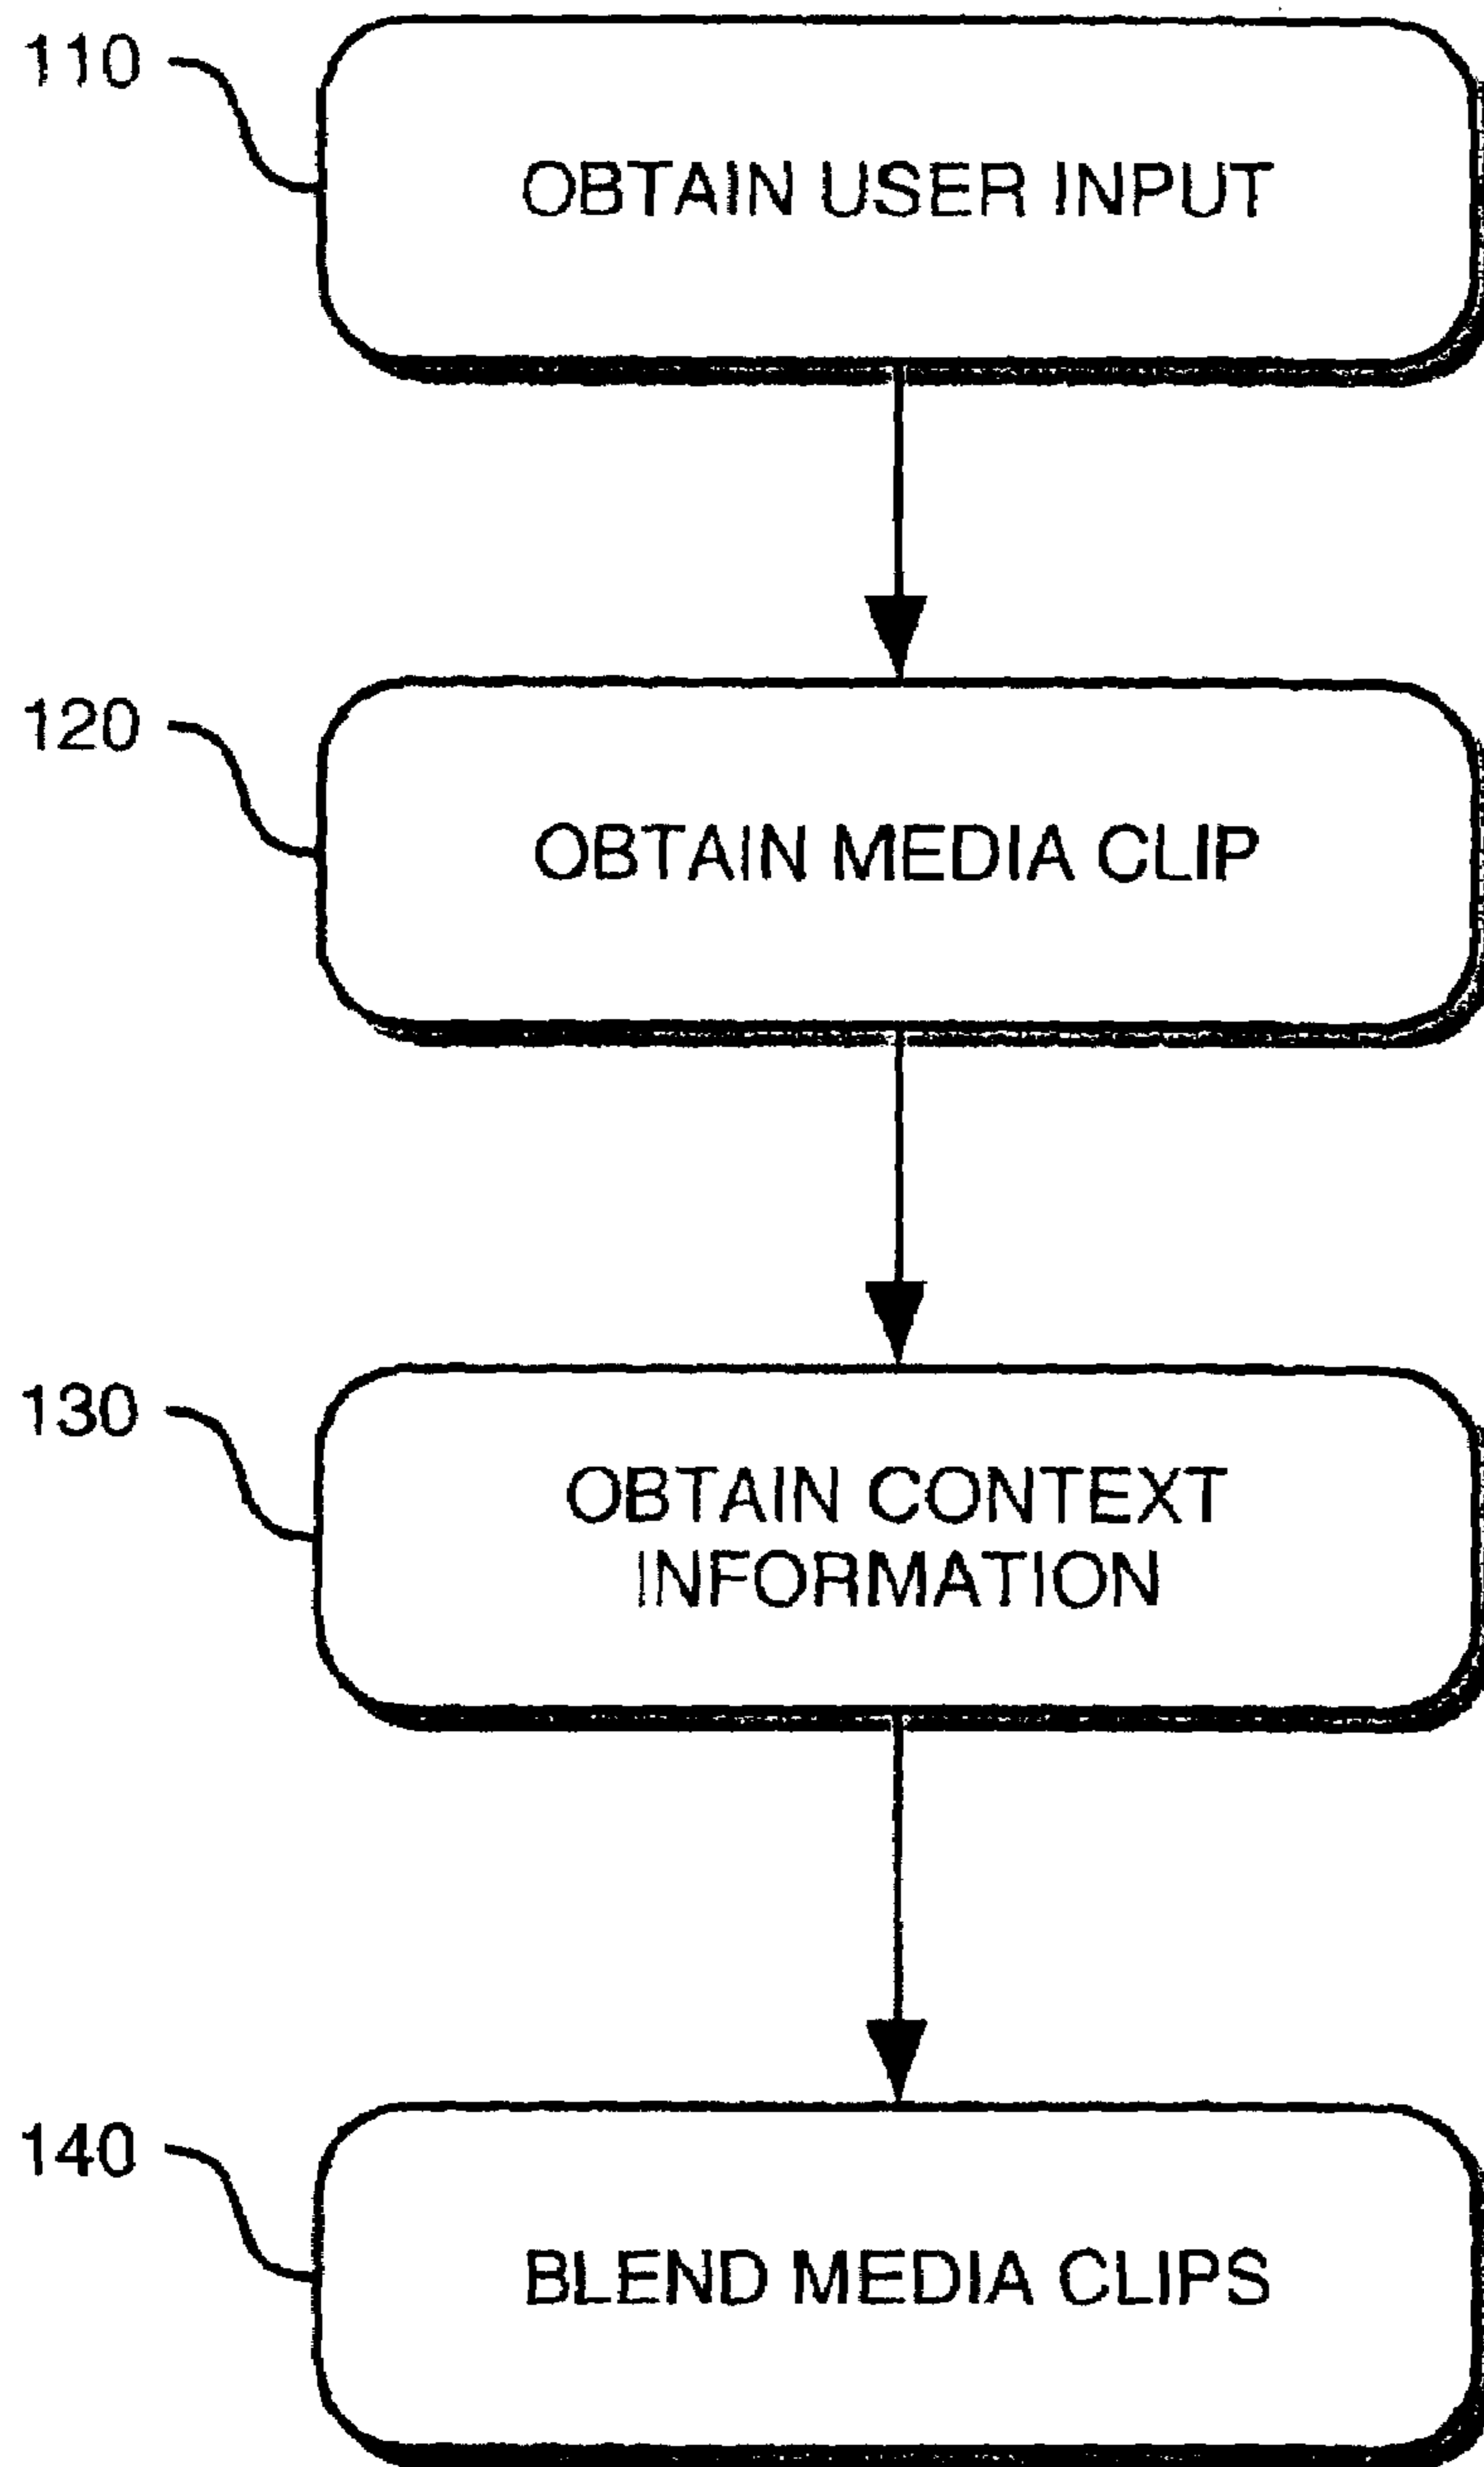 110
OBTAIN USER INPUT
120
OBTAIN MEDIA CLIP
130
OBTAIN CONTEXT
INFORMATION
140
BLEND MEDIA CLIPS